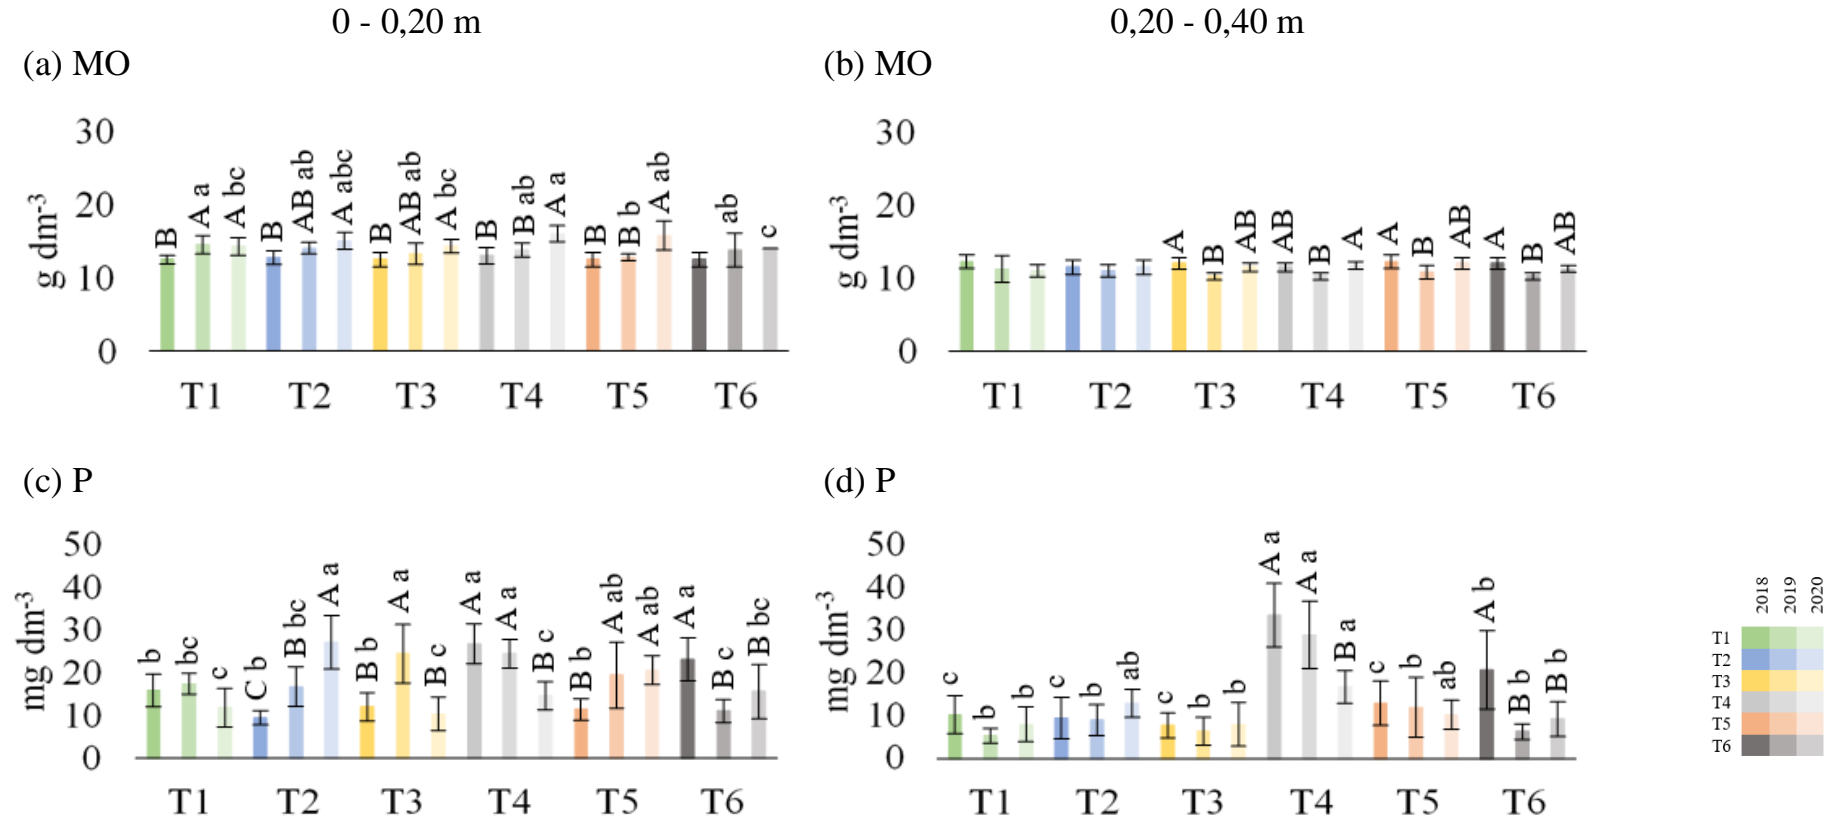 0 - 0,20 m
0,20 - 0,40 m
(a) MO
(b) MO
g dm-3
30
20
10
0
B
A a
A bc
B
AB ab
A abc
B
AB ab
A bc
B
B ab
A a
B
B b
A ab
ab
c
T1
T2
T3
T4
T5
T6
g dm-3
30
20
10
0
A
B
AB
AB
B
A
A
B
AB
A
B
AB
T1
T2
T3
T4
T5
T6
(c) P
(d) P
mg dm-3
50
40
30
20
10
0
b
bc
c
C b
B bc
A a
B b
A a
B c
A a
A a
B c
B b
A ab
A ab
A a
B c
B bc
T1
T2
T3
T4
T5
T6
mg dm-3
50
40
30
20
10
0
c
b
b
c
b
ab
c
b
b
A a
A a
B a
c
b
ab
A b
B b
B b
T1
T2
T3
T4
T5
T6
2018
2019
2020
T1
T2
T3
T4
T5
T6